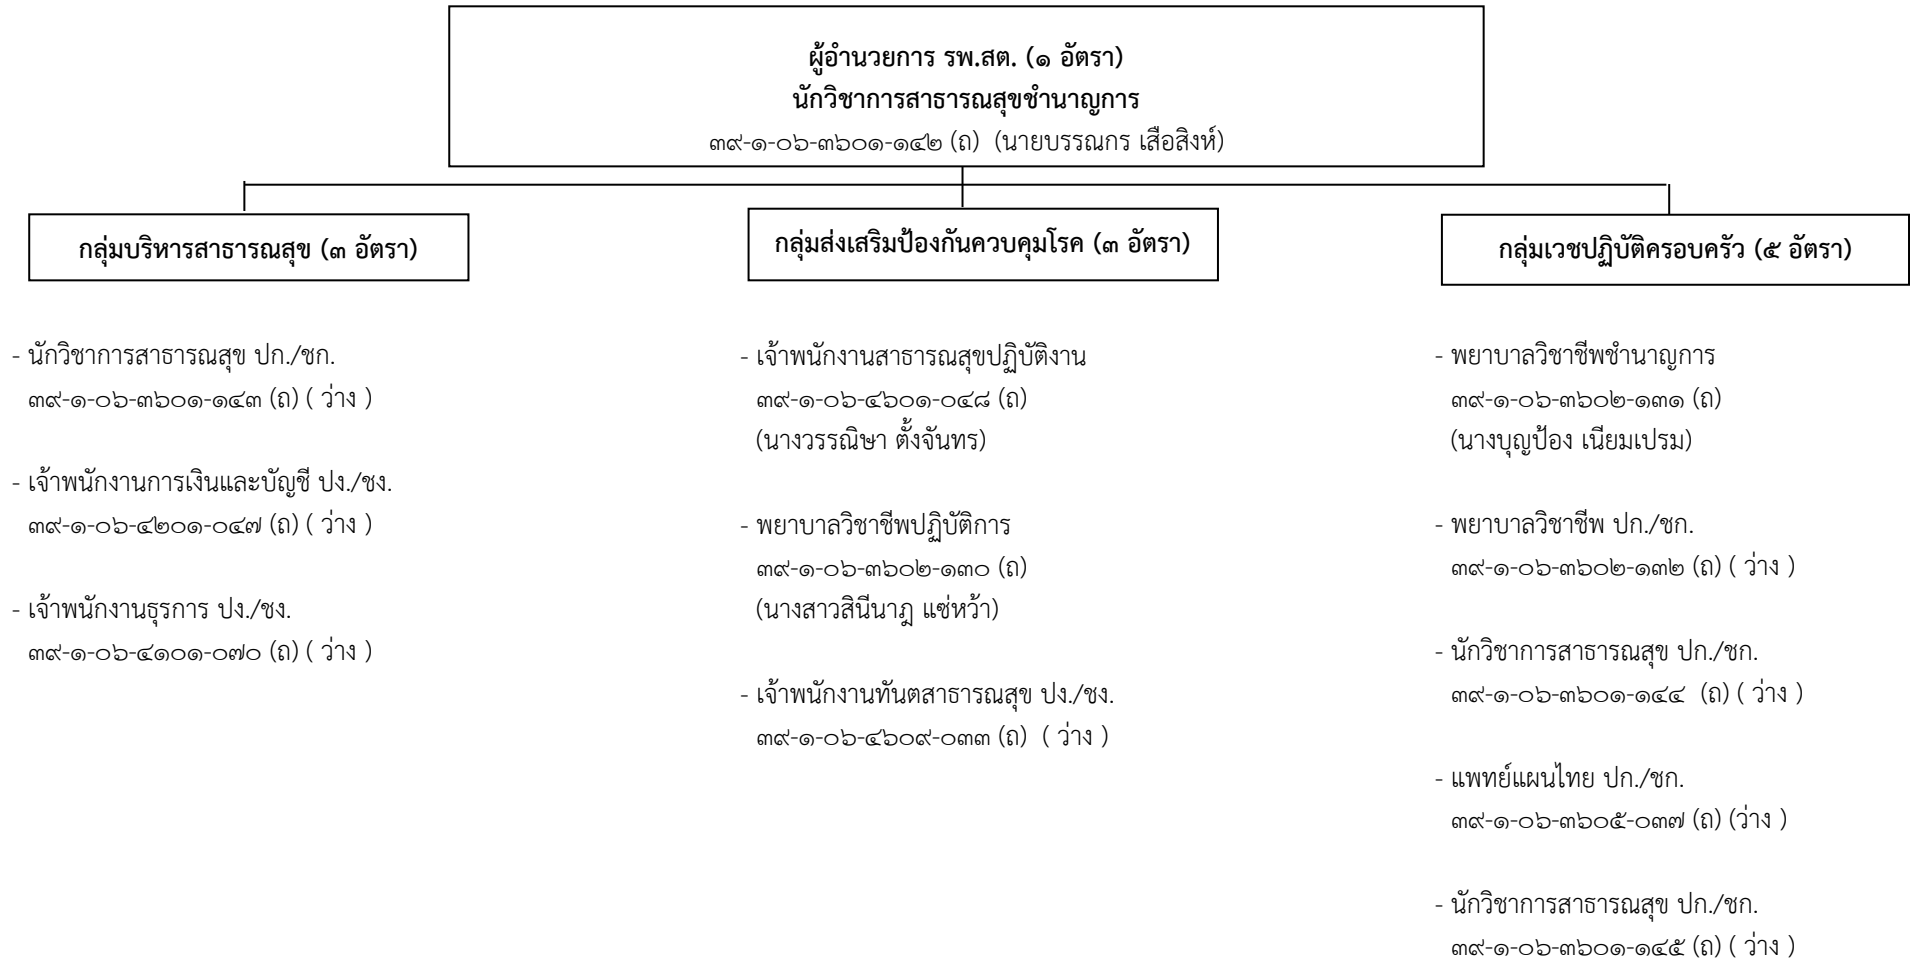 ผู้อำนวยการ รพ.สต. (๑ อัตรา)
นักวิชาการสาธารณสุขชำนาญการ
๓๙-๑-๐๖-๓๖๐๑-๑๔๒ (ถ) (นายบรรณกร เสือสิงห์)
กลุ่มบริหารสาธารณสุข (๓ อัตรา)
- นักวิชาการสาธารณสุข ปก./ชก.
๓๙-๑-๐๖-๓๖๐๑-๑๔๓ (ถ) ( ว่าง )
- เจ้าพนักงานการเงินและบัญชี ปง./ชง.
๓๙-๑-๐๖-๔๒๐๑-๐๔๗ (ถ) ( ว่าง )
- เจ้าพนักงานธุรการ ปง./ชง.
๓๙-๑-๐๖-๔๑๐๑-๐๗๐ (ถ) ( ว่าง )
กลุ่มส่งเสริมป้องกันควบคุมโรค (๓ อัตรา)
- เจ้าพนักงานสาธารณสุขปฏิบัติงาน
๓๙-๑-๐๖-๔๖๐๑-๐๔๘ (ถ)
(นางวรรณิษา ตั้งจันทร)
- พยาบาลวิชาชีพปฏิบัติการ
๓๙-๑-๐๖-๓๖๐๒-๑๓๐ (ถ)
(นางสาวสินีนาฎ แซ่หว้า)
- เจ้าพนักงานทันตสาธารณสุข ปง./ชง.
๓๙-๑-๐๖-๔๖๐๙-๐๓๓ (ถ) ( ว่าง )
กลุ่มเวชปฏิบัติครอบครัว (๕ อัตรา)
- พยาบาลวิชาชีพชำนาญการ
๓๙-๑-๐๖-๓๖๐๒-๑๓๑ (ถ)
(นางบุญป้อง เนียมเปรม)
- พยาบาลวิชาชีพ ปก./ชก.
๓๙-๑-๐๖-๓๖๐๒-๑๓๒ (ถ) ( ว่าง )
- นักวิชาการสาธารณสุข ปก./ชก.
๓๙-๑-๐๖-๓๖๐๑-๑๔๔ (ถ) ( ว่าง )
- แพทย์แผนไทย ปก./ชก.
๓๙-๑-๐๖-๓๖๐๕-๐๓๗ (ถ) (ว่าง )
- นักวิชาการสาธารณสุข ปก./ชก.
๓๙-๑-๐๖-๓๖๐๑-๑๔๕ (ถ) ( ว่าง )